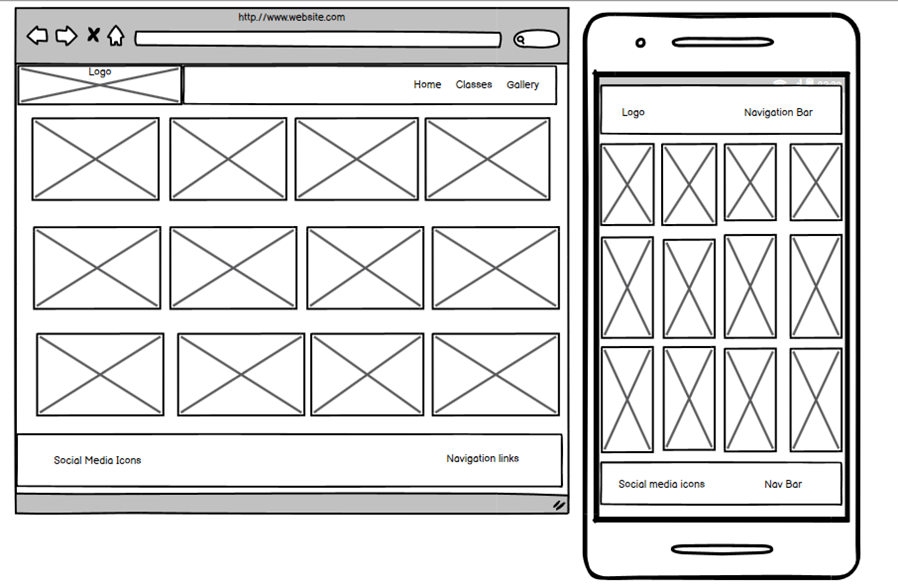 http://www.website.com
Logo
Home Classes Gallery
Social Media Icons
Navigation links
Logo
Navigation Bar
Social media icons
Nav Bar